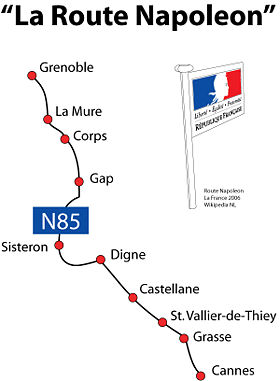 “La Route Napoleon”
Grenoble
La Mure
Corps
Gap
N85
Sisteron
Digne
Castellane
St. Vallier-de-Thiey
Grasse
Cannes
Liberté • Égalité • Fraternité
RÉPUBLIQUE FRANÇAISE
Route Napoleon
La France 2006
Wikipedia NL